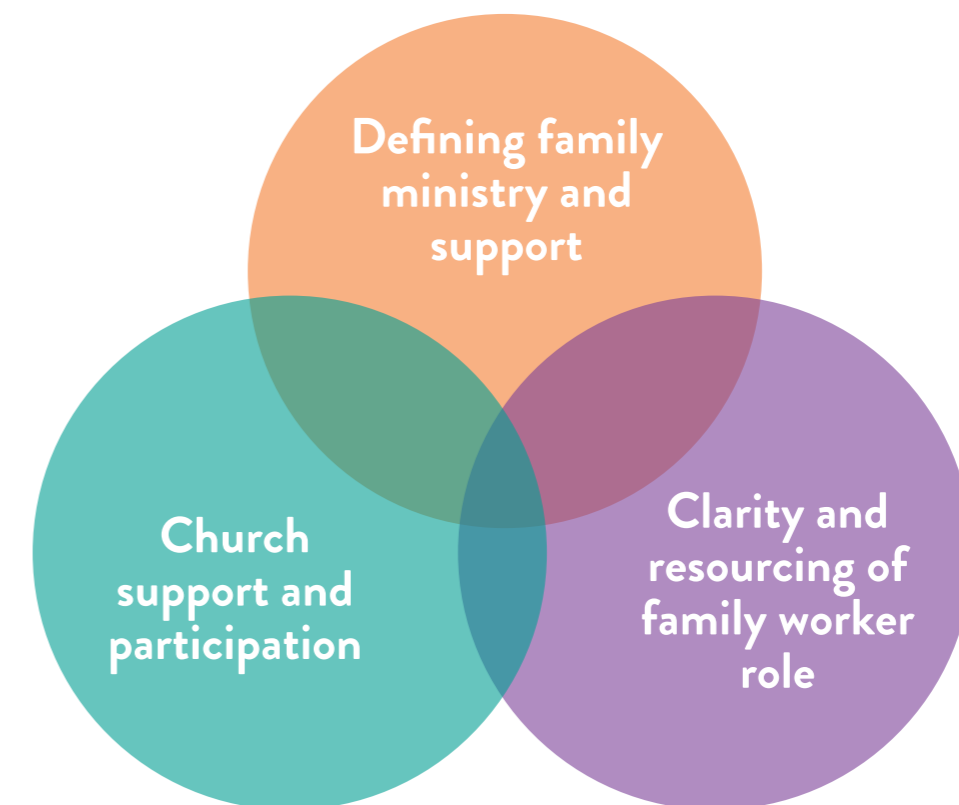 Defining family
ministry and
support
Church
support and
participation
Clarity and
resourcing of
family worker
role